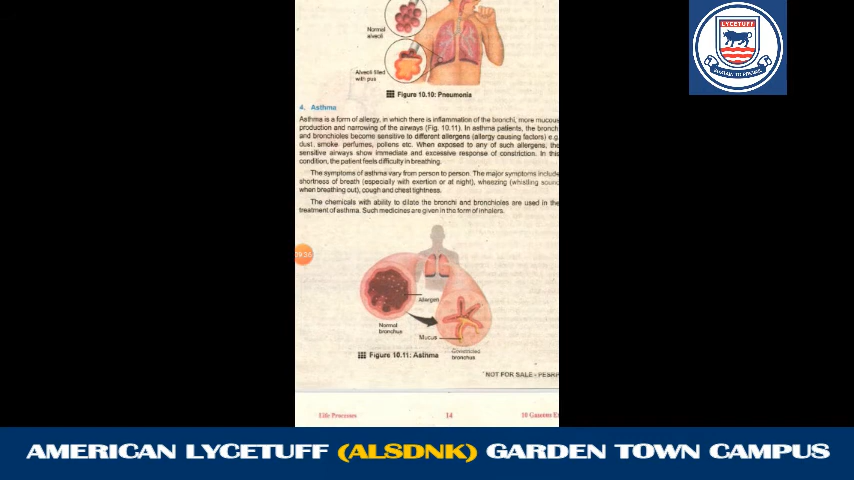 LYCETUFF
Normal
alveoli
Alveoli filled
with pus
Figure 10.10: Pneumonia
4. Asthma
Asthma is a form of allergy, in which there is inflammation of the bronchi, more mucous
production and narrowing of the airways (Fig. 10.11). In asthma patients, the bronch
and bronchioles become sensitive to different allergens (allergy causing factors) e.g.
dust, smoke perfumes, pollens etc. When exposed to any of such allergens, the
sensitive airways show immediate and excessive response of constriction. In this
condition, the patient feels difficulty in breathing.
The symptoms of asthma vary from person to person. The major symptoms include
shortness of breath (especially with exertion or at night), wheezing (whistling sound
when breathing out), cough and chest tightness.
The chemicals with ability to dilate the bronchi and bronchioles are used in the
treatment of asthma. Such medicines are given in the form of inhalers.
09:36
Allergen
Normal
bronchus
Mucus
Constricted
bronchus
Figure 10.11: Asthma
NOT FOR SALE - PESRP
Life Processes 14 10 Gaseous E
AMERICAN LYCETUFF (ALSDNK) GARDEN TOWN CAMPUS